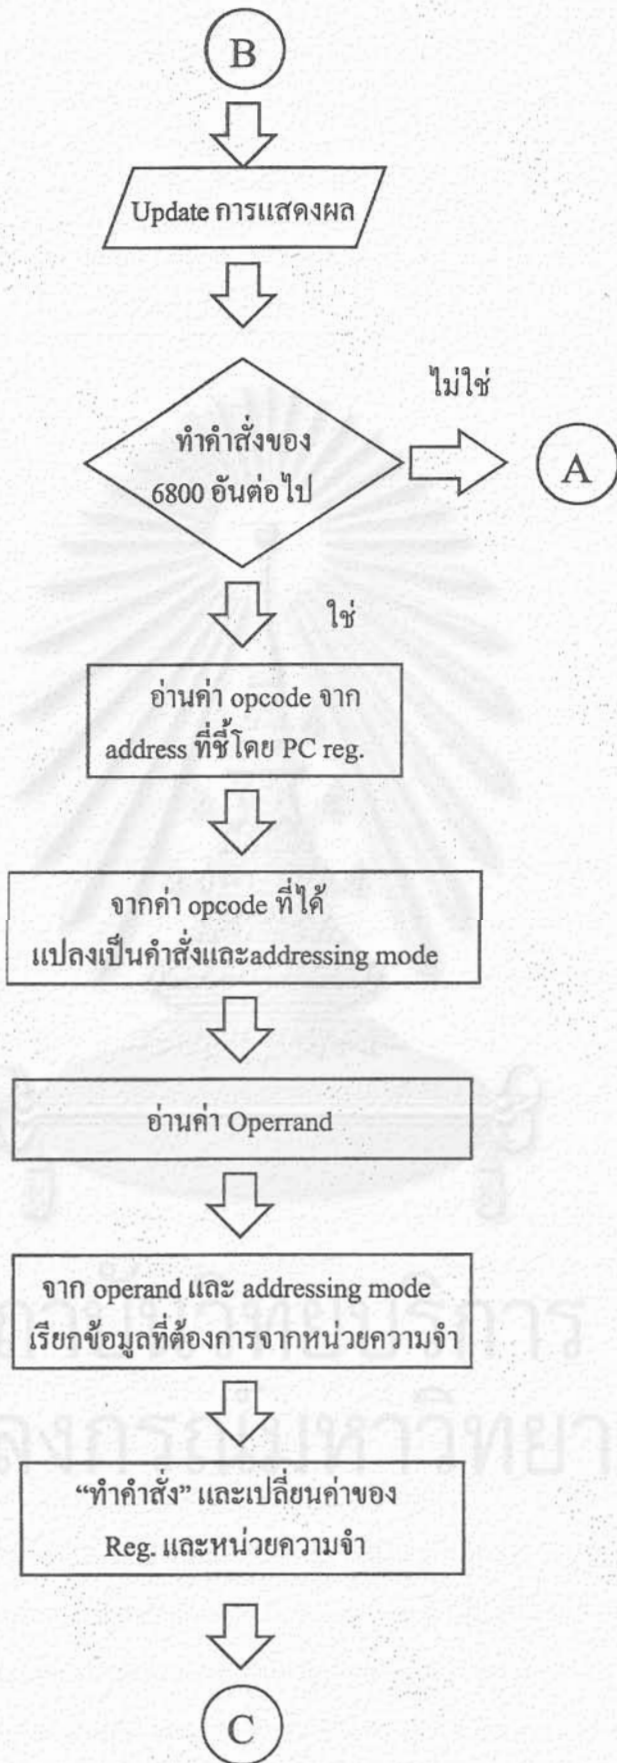 B
Update การแสดงผล
ไม่ใช่
ทำคำสั่งของ
6800 อันต่อไป
A
ใช่
อ่านค่า opcode จาก
address ที่ชี้โดย PC reg.
จากค่า opcode ที่ได้
แปลงเป็นคำสั่งและaddressing mode
อ่านค่า Operrand
จาก operand และ addressing mode
เรียกข้อมูลที่ต้องการจากหน่วยความจำ
“ทำคำสั่ง” และเปลี่ยนค่าของ
Reg. และหน่วยความจำ
C